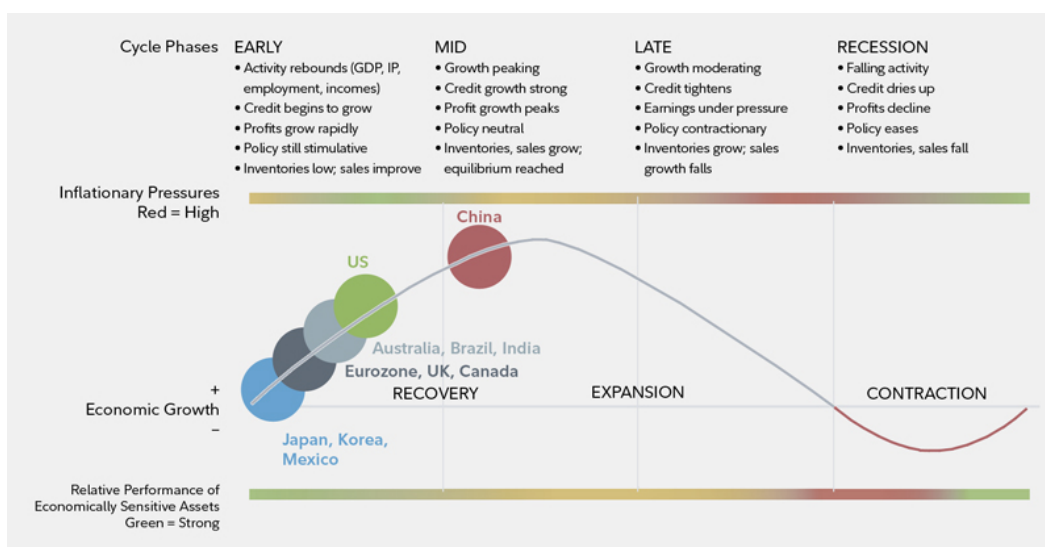 Cycle Phases
EARLY
• Activity rebounds (GDP, IP,
employment, incomes)
• Credit begins to grow
• Profits grow rapidly
• Policy still stimulative
• Inventories low; sales improve
MID
• Growth peaking
• Credit growth strong
• Profit growth peaks
• Policy neutral
• Inventories, sales grow;
equilibrium reached
LATE
• Growth moderating
• Credit tightens
• Earnings under pressure
• Policy contractionary
• Inventories grow; sales
growth falls
RECESSION
• Falling activity
• Credit dries up
• Profits decline
• Policy eases
• Inventories, sales fall
Inflationary Pressures
Red = High
China
US
Australia, Brazil, India
Eurozone, UK, Canada
Japan, Korea,
Mexico
+
Economic Growth
–
RECOVERY
EXPANSION
CONTRACTION
Relative Performance of
Economically Sensitive Assets
Green = Strong